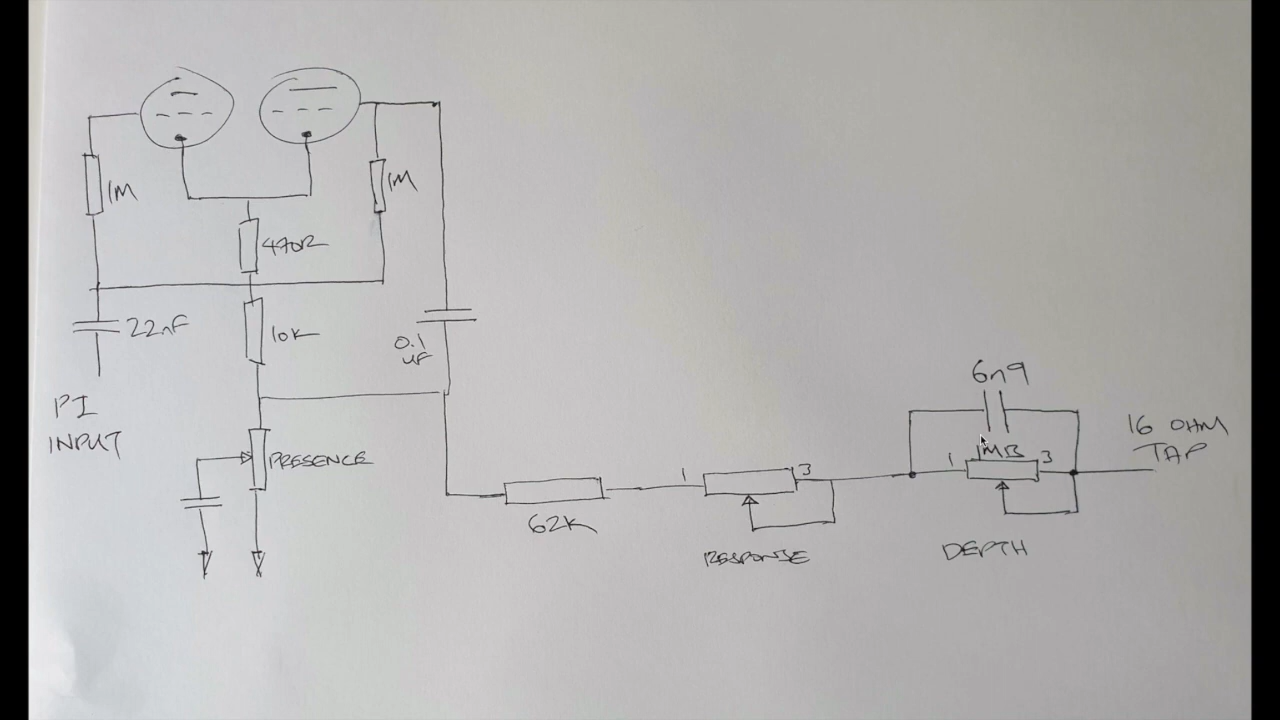 1M
1M
470R
22nF
10K
0.1
uF
PI
INPUT
PRESENCE
62K
1
3
RESPONSE
6n9
1MB
1
3
DEPTH
16 OHM
TAP